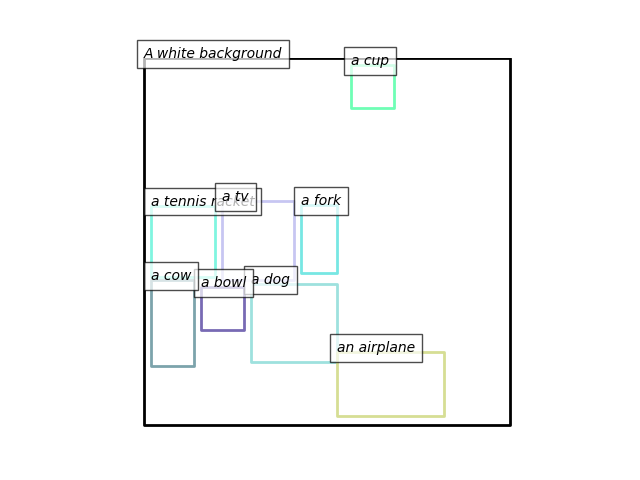 A white background
a cup
a tennis racket
a tv
a fork
a cow
a bowl
a dog
an airplane